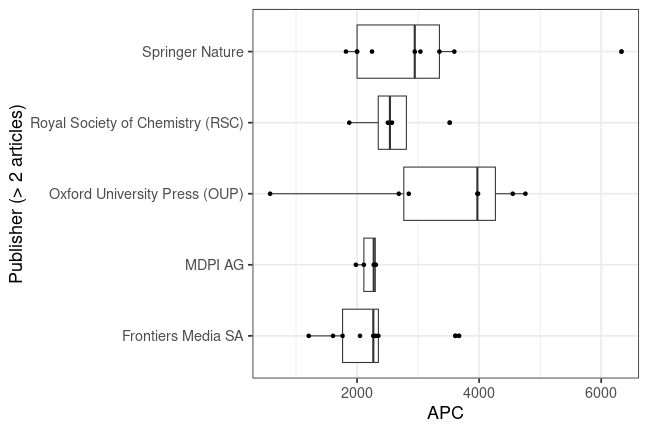 Springer Nature
Royal Society of Chemistry (RSC)
Oxford University Press (OUP)
MDPI AG
Frontiers Media SA
Publisher (> 2 articles)
2000
4000
6000
APC